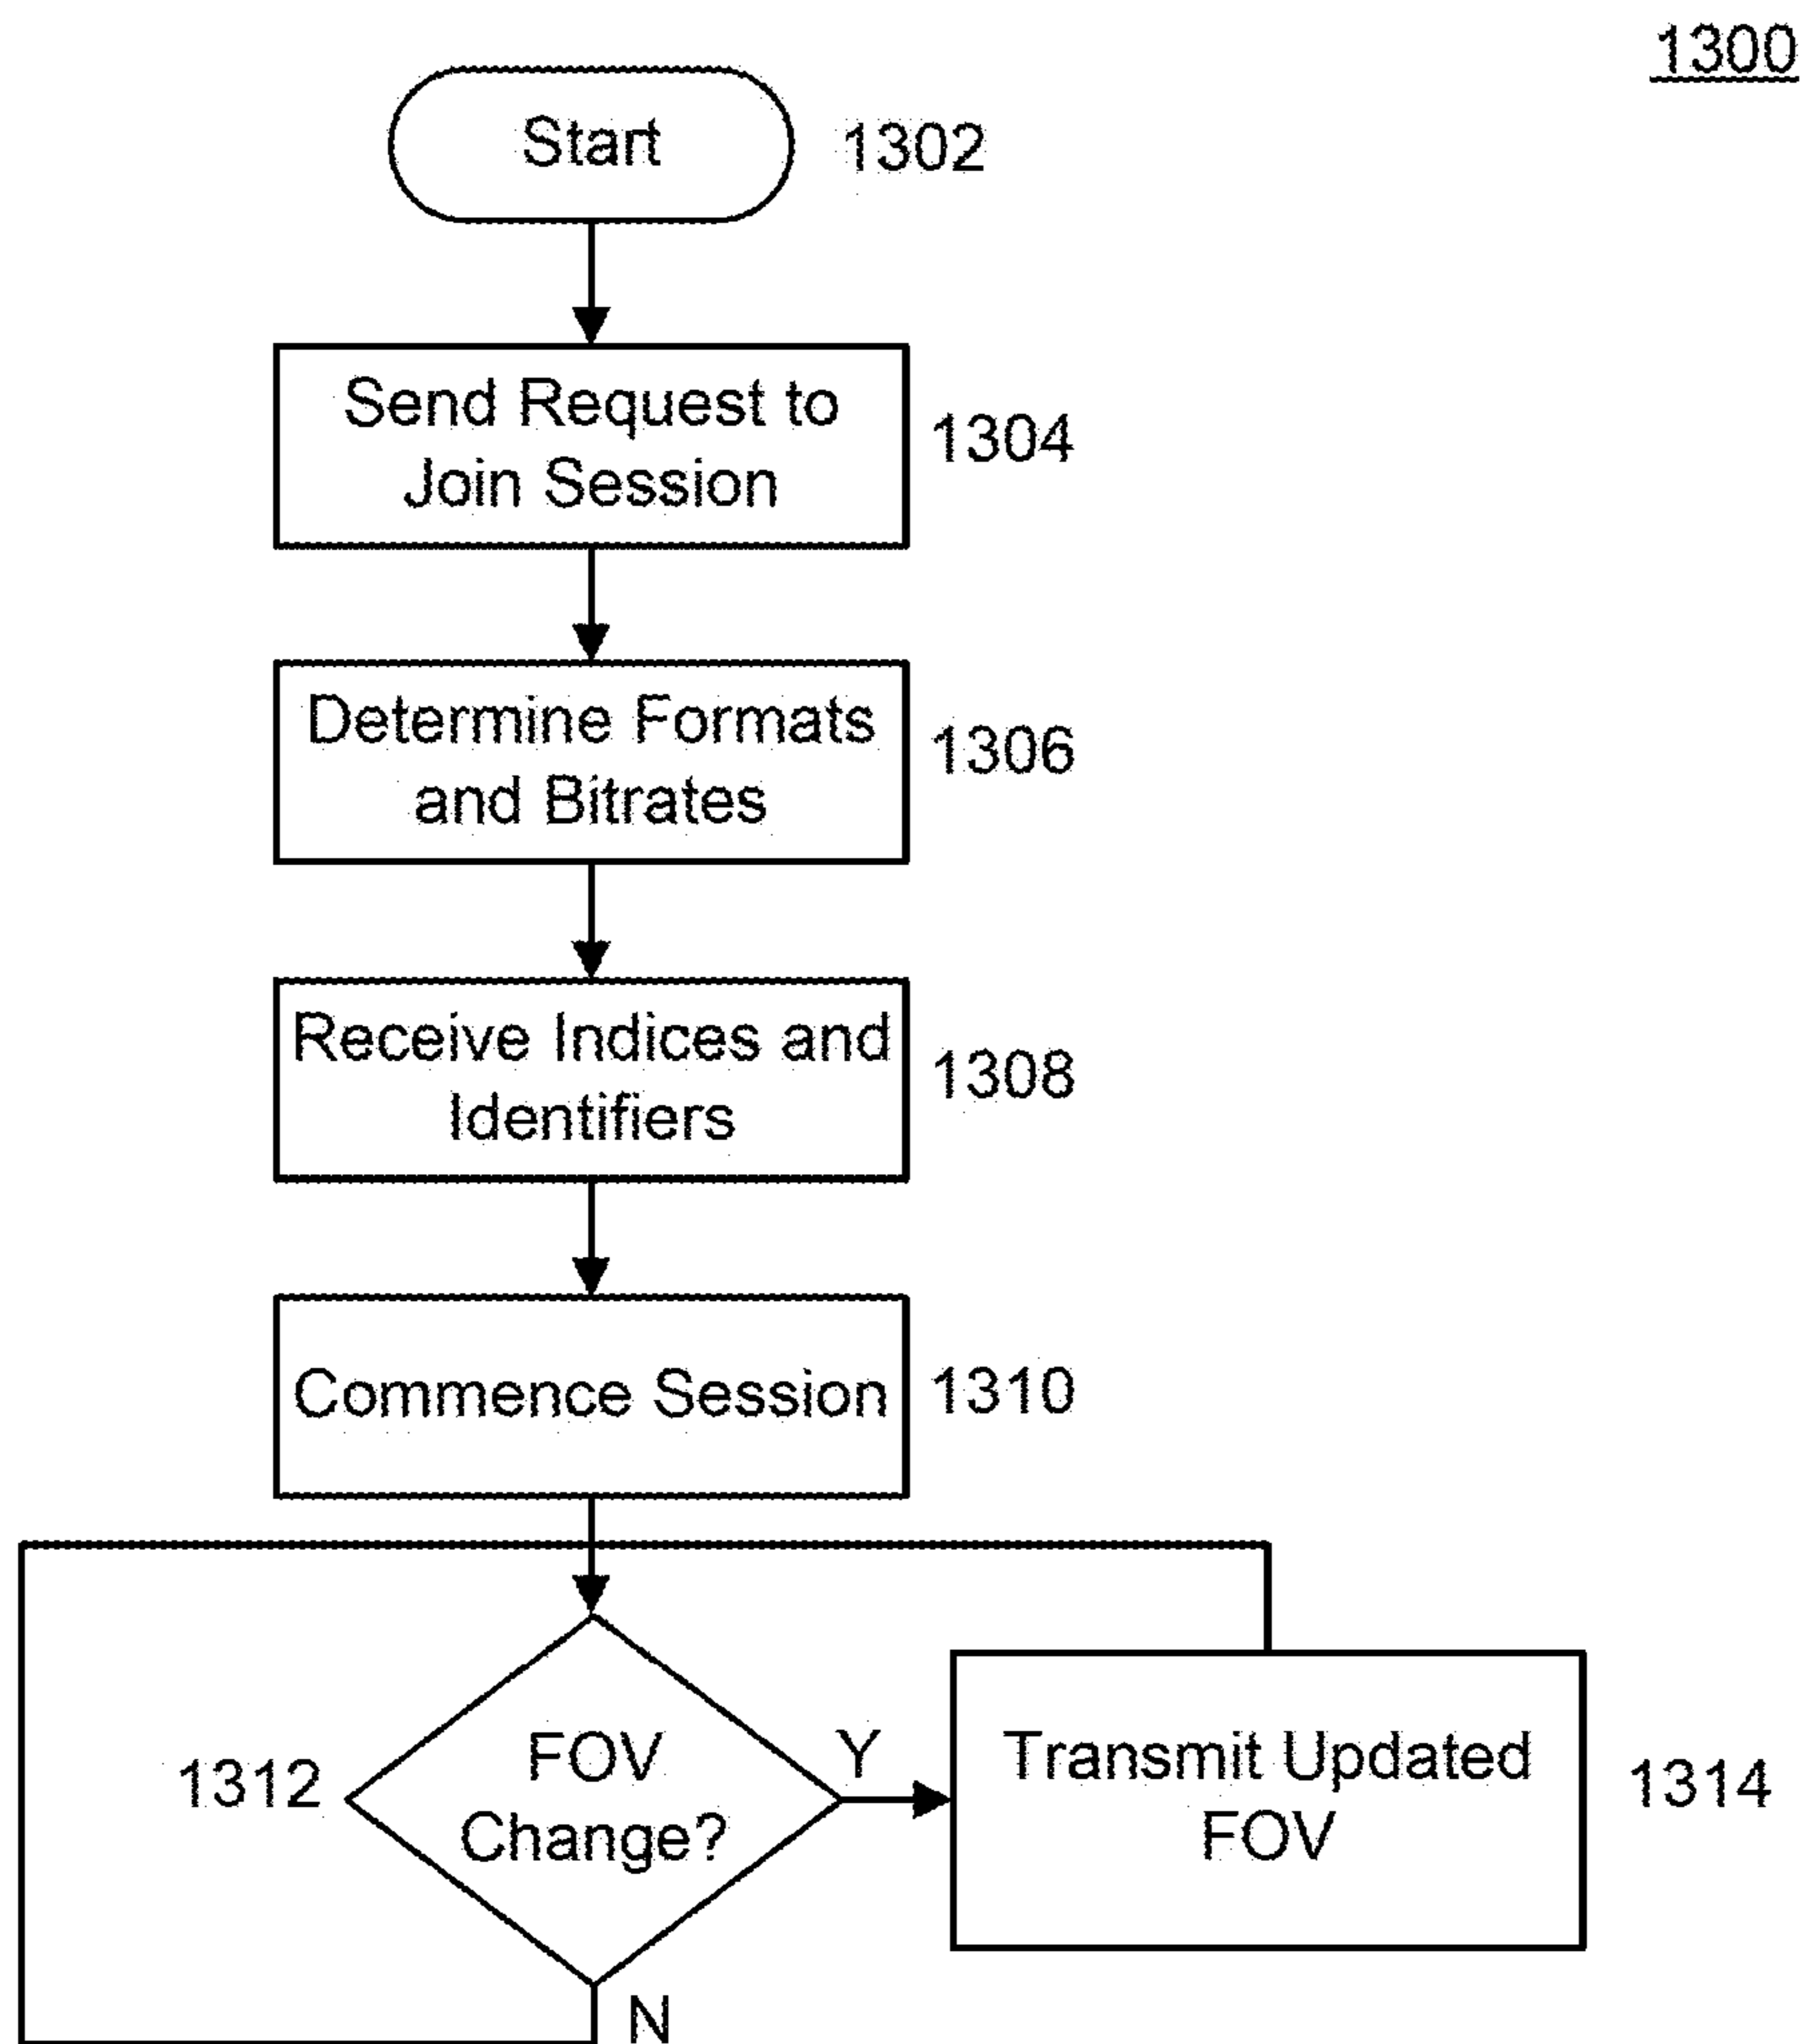 1300
Start
1302
Send Request to
Join Session
1304
Determine Formats
and Bitrates
1306
Receive Indices and
Identifiers
1308
Commence Session
1310
FOV
Change?
1312
Y
Transmit Updated
FOV
1314
N